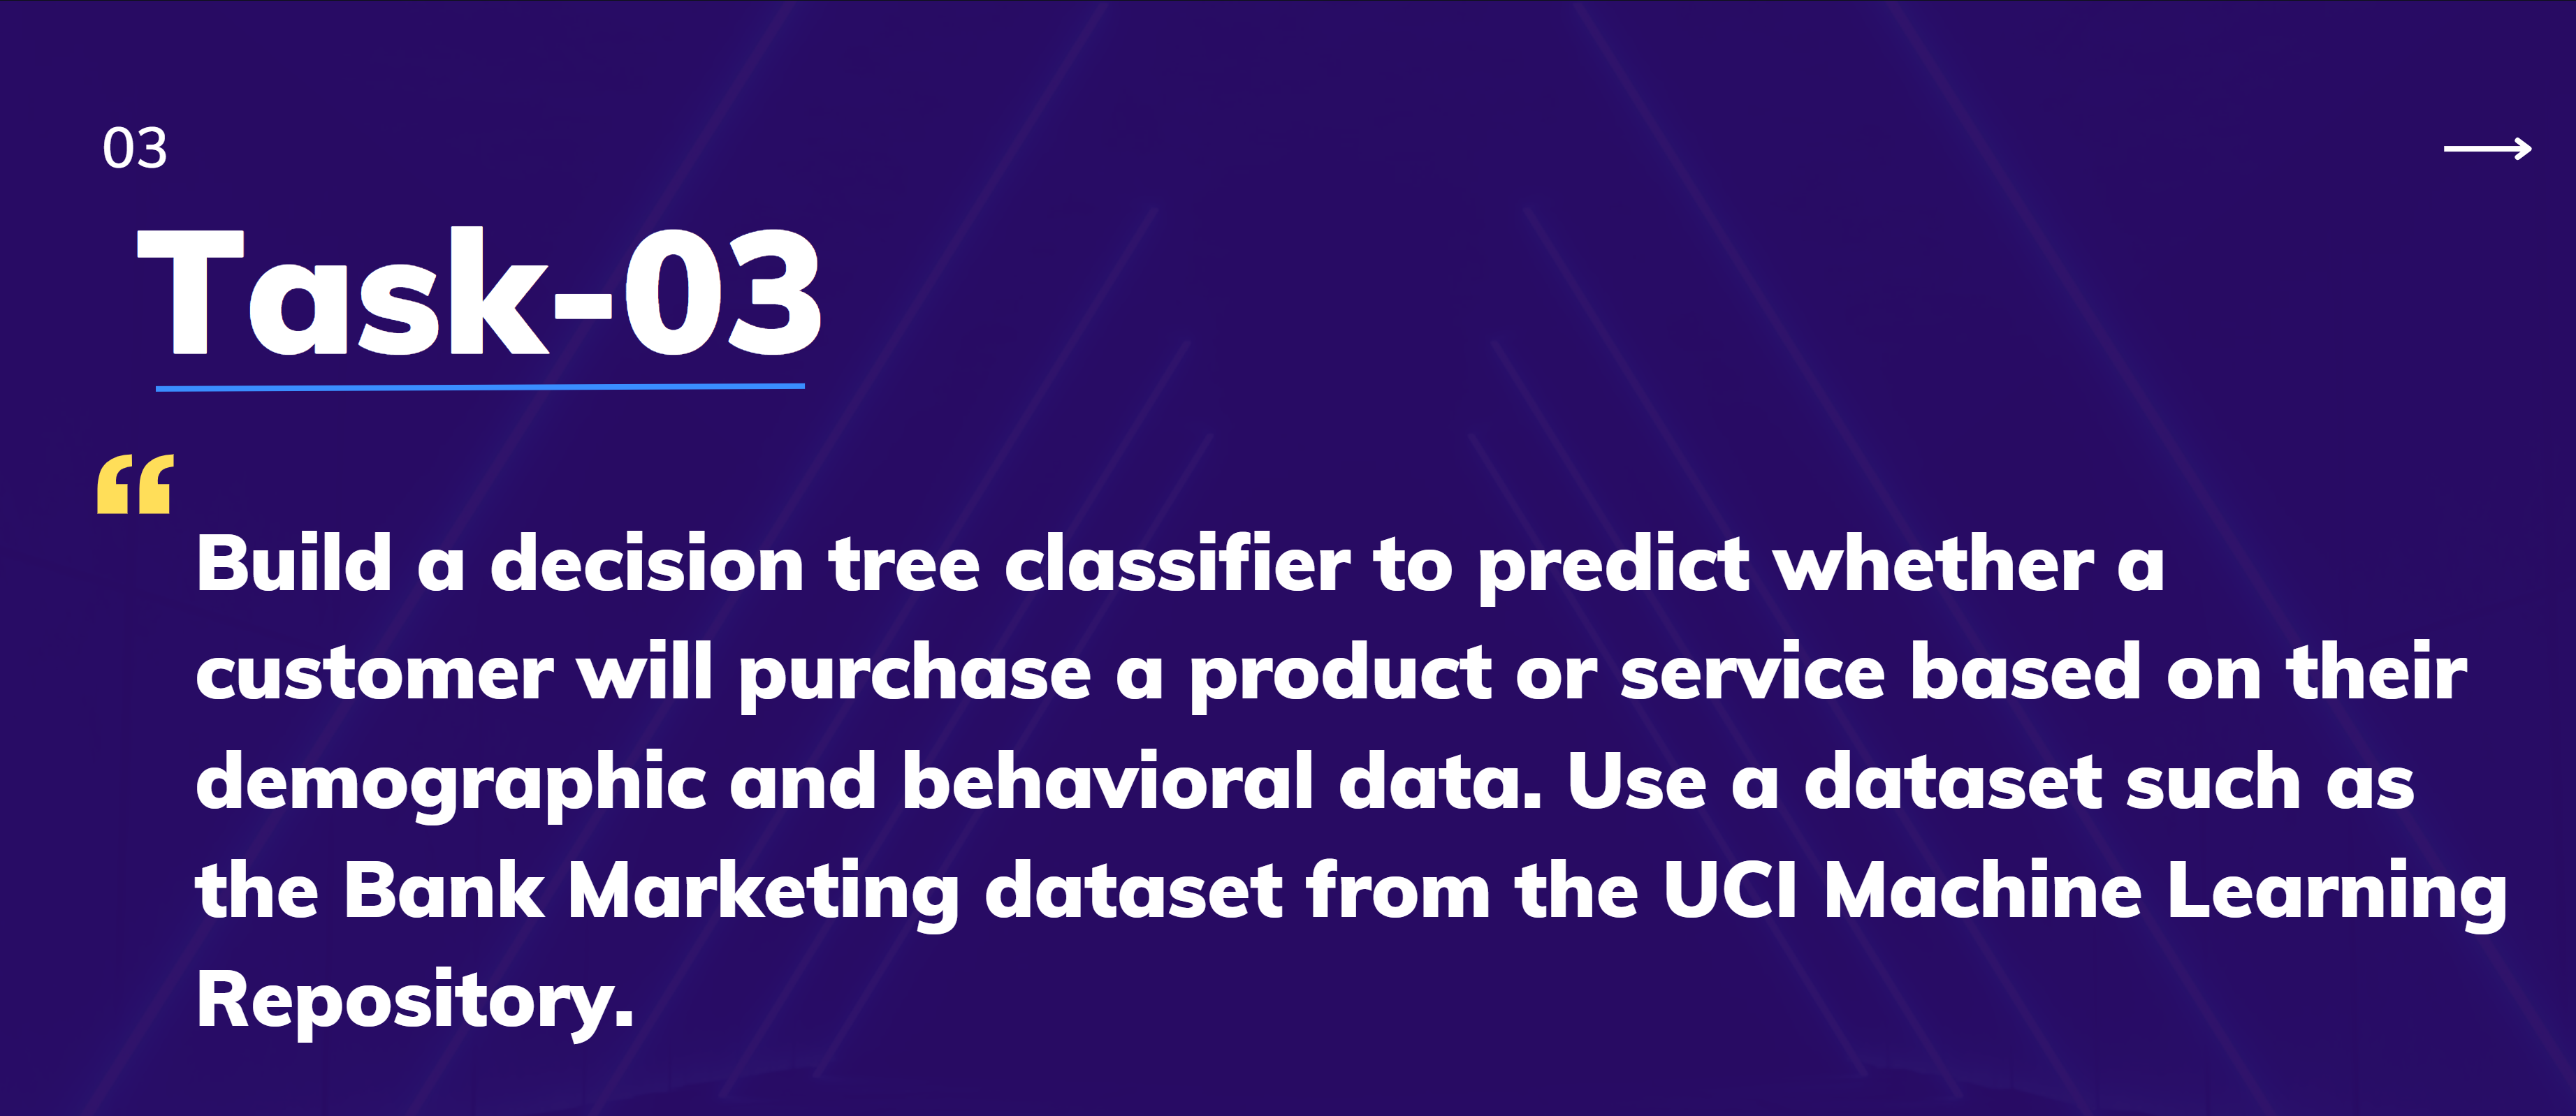 03
Task-03
“
Build a decision tree classifier to predict whether a
customer will purchase a product or service based on their
demographic and behavioral data. Use a dataset such as
the Bank Marketing dataset from the UCI Machine Learning
Repository.